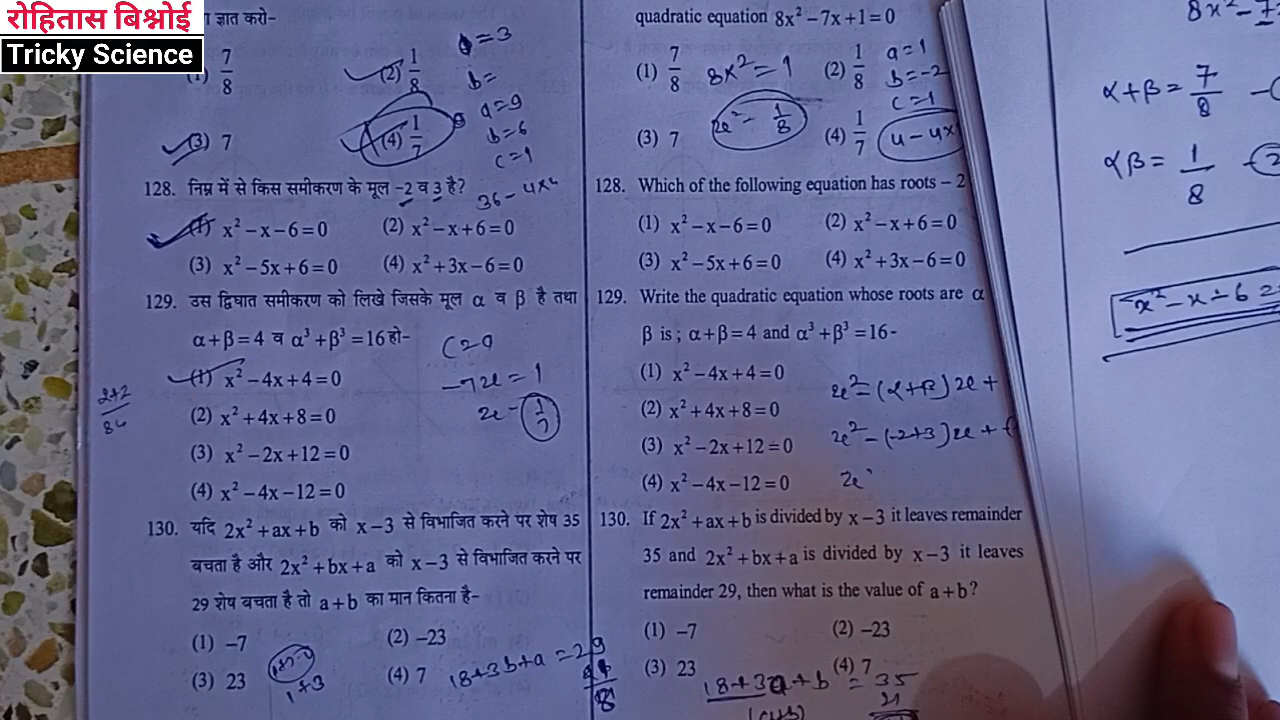 रोहितास बिश्नोई
Tricky Science
ज्ञात करो-
(1) 7/8 (2) 1/8
(3) 7 (4) 1/7
a=9
b=6
c=1
128. निम्न में से किस समीकरण के मूल -2 व 3 है?
(1) x²-x-6=0 (2) x²-x+6=0
(3) x²-5x+6=0 (4) x²+3x-6=0
129. उस द्विघात समीकरण को लिखे जिसके मूल α व β है तथा
α+β=4 व α³+β³=16 हो-
(1) x²-4x+4=0
(2) x²+4x+8=0
(3) x²-2x+12=0
(4) x²-4x-12=0
-7x=1
130. यदि 2x²+ax+b को x-3 से विभाजित करने पर शेष 35
बचता है और 2x²+bx+a को x-3 से विभाजित करने पर
29 शेष बचता है तो a+b का मान कितना है-
(1) -7 (2) -23
(3) 23 (4) 7
18+3b+a=29
quadratic equation 8x²-7x+1=0
(1) 7/8 (2) 1/8
8x²=1
a=1
b=-2
c=1
(3) 7 (4) 1/7
128. Which of the following equation has roots -2
(1) x²-x-6=0 (2) x²-x+6=0
(3) x²-5x+6=0 (4) x²+3x-6=0
129. Write the quadratic equation whose roots are α
β is; α+β=4 and α³+β³=16-
(1) x²-4x+4=0
(2) x²+4x+8=0
(3) x²-2x+12=0
(4) x²-4x-12=0
x²-(α+β)x+
x²-(-2+3)x+
130. If 2x²+ax+b is divided by x-3 it leaves remainder
35 and 2x²+bx+a is divided by x-3 it leaves
remainder 29, then what is the value of a+b?
(1) -7 (2) -23
(3) 23 (4) 7
18+3a+b=35
α+β=7/8
αβ=1/8
x²-x-6=